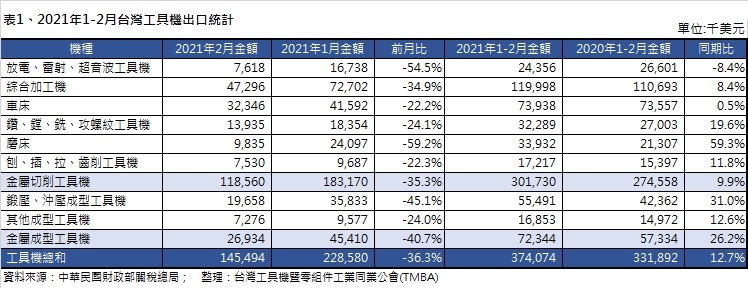 表1、2021年1-2月台灣工具機出口統計
單位:千美元
機種 2021年2月金額 2021年1月金額 前月比 2021年1-2月金額 2020年1-2月金額 同期比
放電、雷射、超音波工具機 7,618 16,738 -54.5% 24,356 26,601 -8.4%
綜合加工機 47,296 72,702 -34.9% 119,998 110,693 8.4%
車床 32,346 41,592 -22.2% 73,938 73,557 0.5%
鑽、鏜、銑、攻螺紋工具機 13,935 18,354 -24.1% 32,289 27,003 19.6%
磨床 9,835 24,097 -59.2% 33,932 21,307 59.3%
刨、插、拉、齒削工具機 7,530 9,687 -22.3% 17,217 15,397 11.8%
金屬切削工具機 118,560 183,170 -35.3% 301,730 274,558 9.9%
鍛壓、沖壓成型工具機 19,658 35,833 -45.1% 55,491 42,362 31.0%
其他成型工具機 7,276 9,577 -24.0% 16,853 14,972 12.6%
金屬成型工具機 26,934 45,410 -40.7% 72,344 57,334 26.2%
工具機總和 145,494 228,580 -36.3% 374,074 331,892 12.7%
資料來源：中華民國財政部關稅總局； 整理：台灣工具機暨零組件工業同業公會(TMBA)